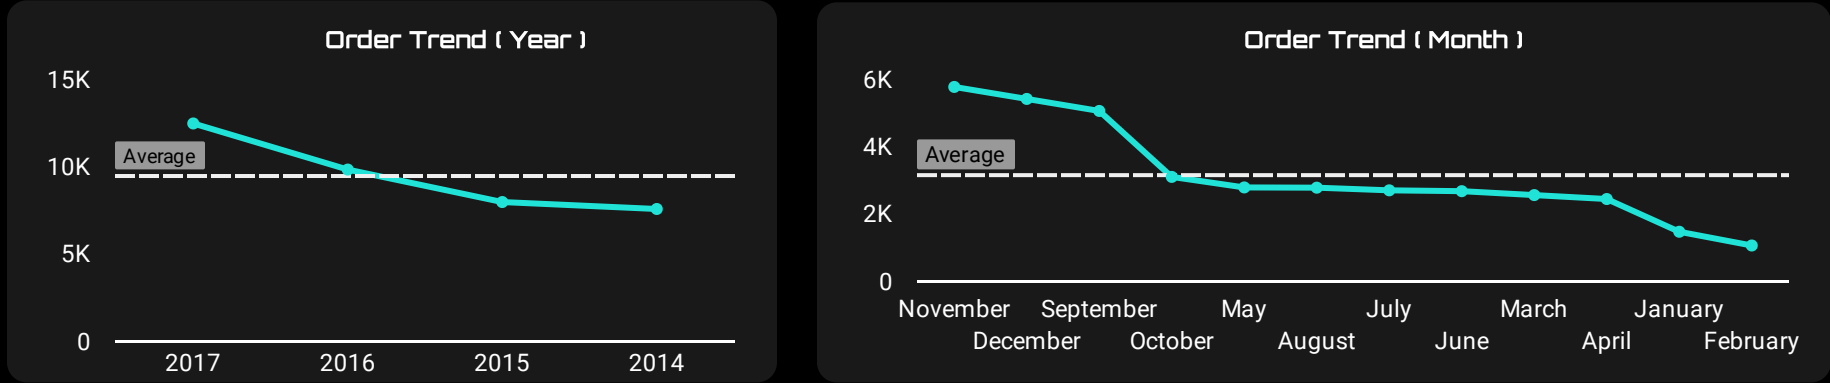 Order Trend ( Year )
15K
Average
10K
5K
0
2017 2016 2015 2014
Order Trend ( Month )
6K
4K
Average
2K
0
November September May July March January
December October August June April February